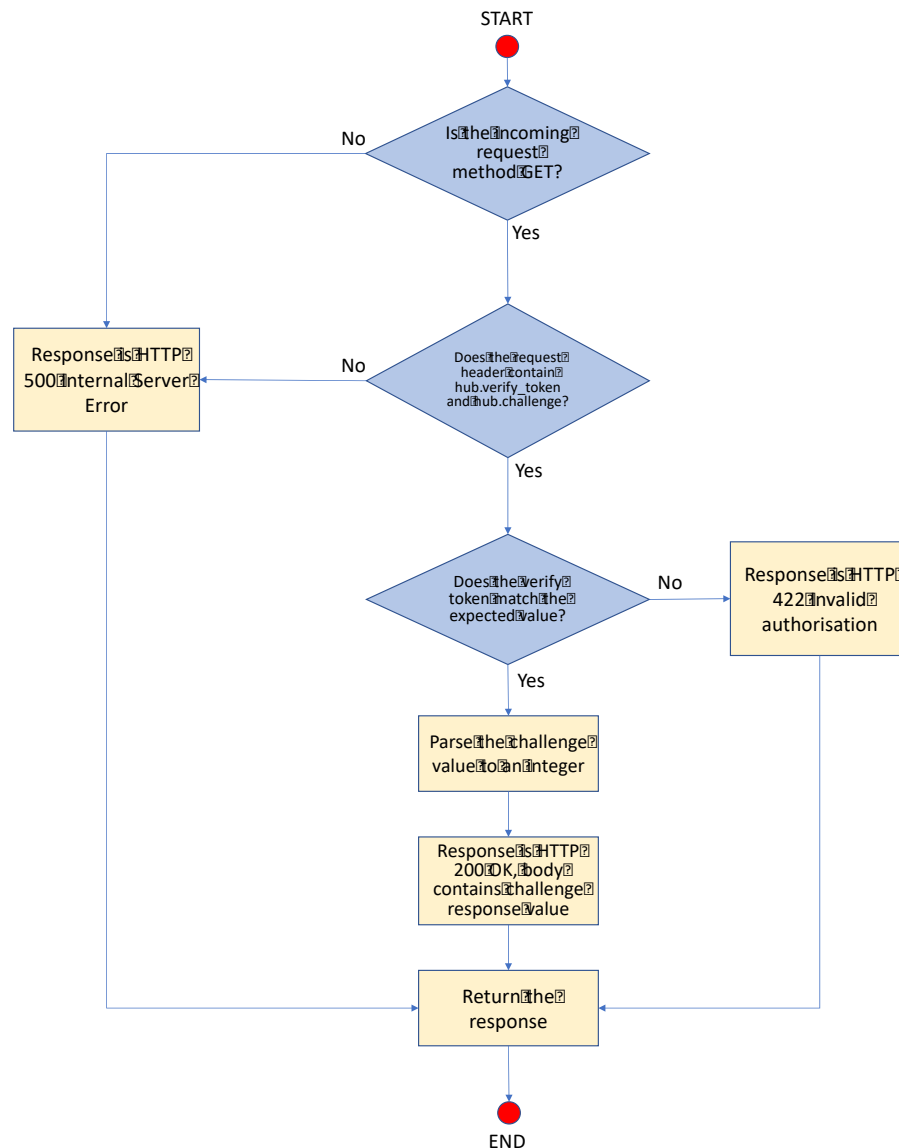 START
No
Is the incoming
request
method GET?
Yes
Response is HTTP
500 Internal Server
Error
No
Does the request
header contain
hub.verify_token
and hub.challenge?
Yes
Does the verify
token match the
expected value?
No
Response is HTTP
422 Invalid
authorisation
Yes
Parse the challenge
value to an integer
Response is HTTP
200 OK, body
contains challenge
response value
Return the
response
END